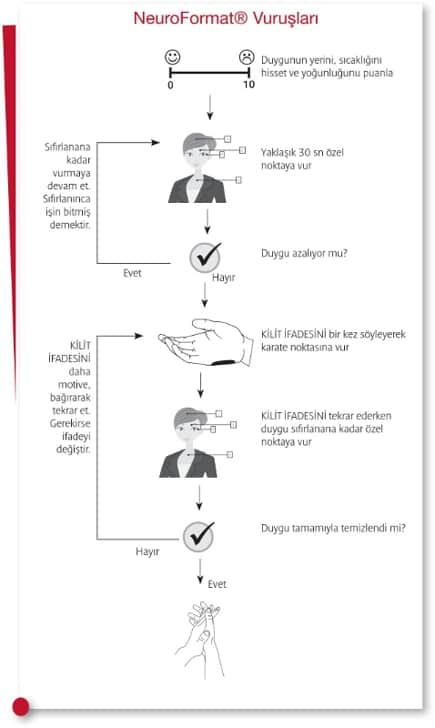 NeuroFormat® Vuruşları
Duygunun yerini, sıcaklığını
hisset ve yoğunluğunu puanla
0
10
Sıfırlanana
kadar
vurmaya
devam et.
Sıfırlanınca
işin bitmiş
demektir.
Yaklaşık 30 sn özel
noktaya vur
Duygu azalıyor mu?
Evet
Hayır
KİLİT
İFADESİNİ
daha
motive,
bağırarak
tekrar et.
Gerekirse
ifadeyi
değiştir.
KİLİT İFADESİNİ bir kez söyleyerek
karate noktasına vur
KİLİT İFADESİNİ tekrar ederken
duygu sıfırlanana kadar özel
noktaya vur
Duygu tamamıyla temizlendi mi?
Hayır
Evet